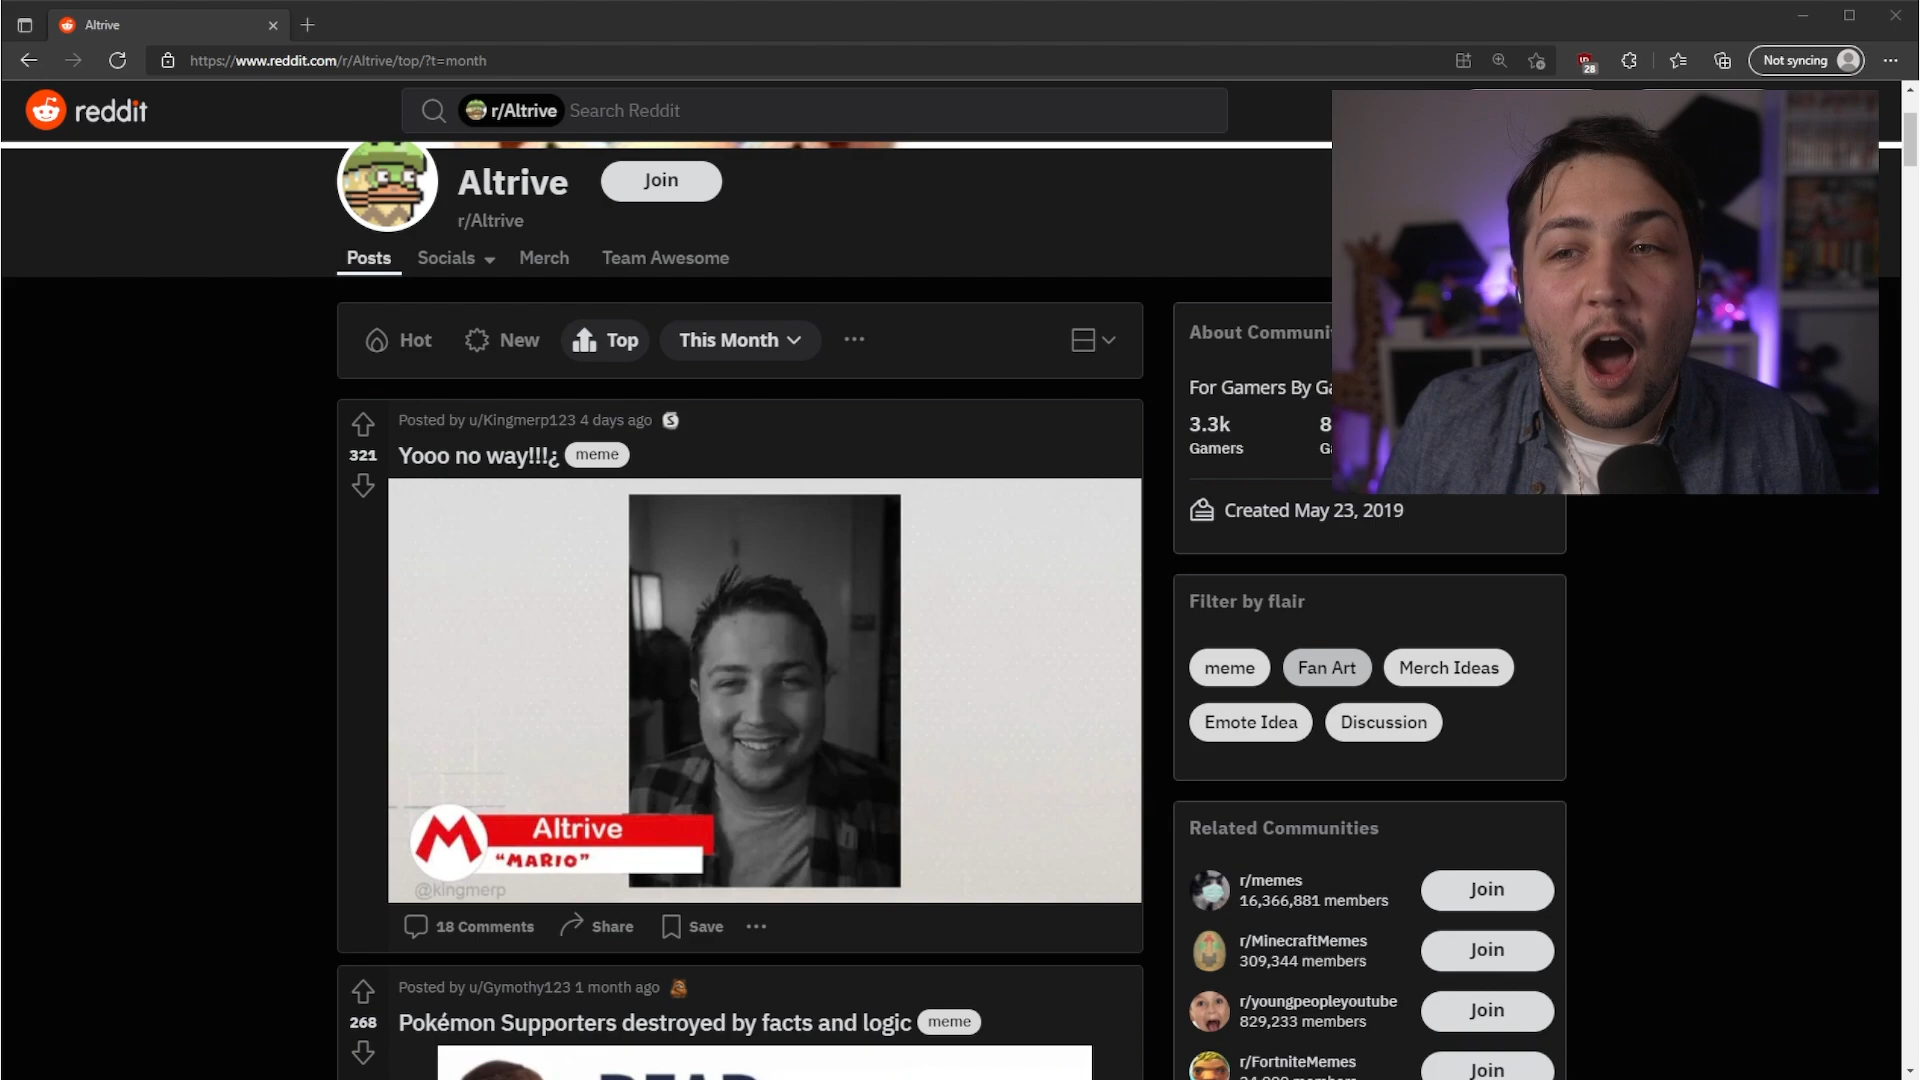 Altrive
https://www.reddit.com/r/Altrive/top/?t=month
28
Not syncing
reddit
r/Altrive Search Reddit
Altrive
Join
r/Altrive
Posts Socials Merch Team Awesome
Hot New Top This Month
Posted by u/Kingmerp123 4 days ago
321
Yooo no way!!!¿ meme
Altrive
"MARIO"
@kingmerp
18 Comments Share Save
Posted by u/Gymothy123 1 month ago
268
Pokémon Supporters destroyed by facts and logic meme
About Communi
For Gamers By Ga
3.3k 8
Gamers Ga
Created May 23, 2019
Filter by flair
meme Fan Art Merch Ideas
Emote Idea Discussion
Related Communities
r/memes
16,366,881 members
Join
r/MinecraftMemes
309,344 members
Join
r/youngpeopleyoutube
829,233 members
Join
r/FortniteMemes
Join